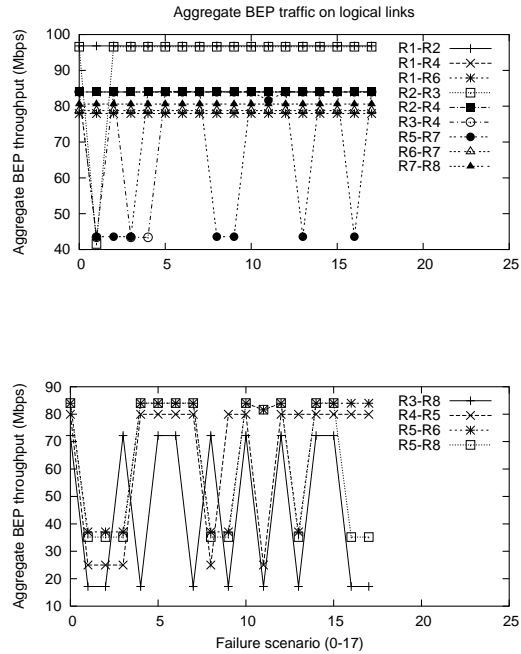 Aggregate BEP traffic on logical links
Aggregate BEP throughput (Mbps)
100
90
80
70
60
50
40
0
5
10
15
20
25
R1-R2
R1-R4
R1-R6
R2-R3
R2-R4
R3-R4
R5-R7
R6-R7
R7-R8
Aggregate BEP throughput (Mbps)
90
80
70
60
50
40
30
20
10
0
5
10
15
20
25
R3-R8
R4-R5
R5-R6
R5-R8
Failure scenario (0-17)